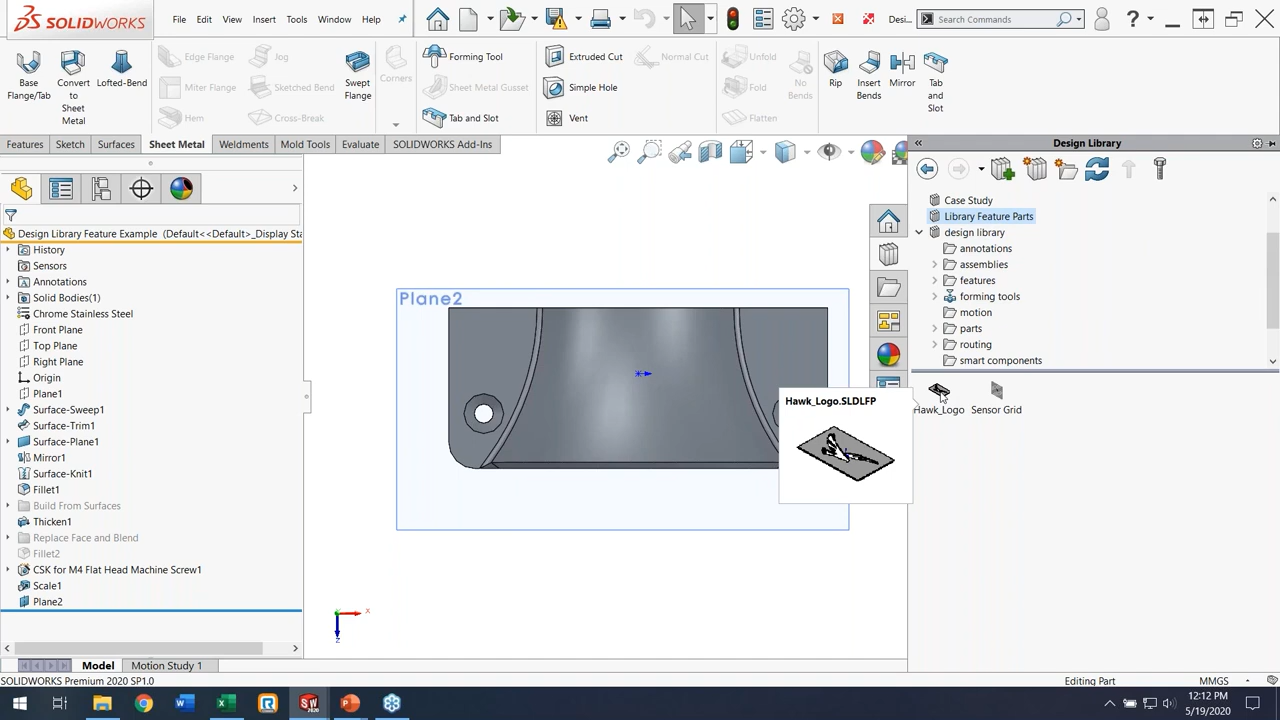 SOLIDWORKS
File Edit View Insert Tools Window Help
Desi...
Search Commands
Base Flange/Tab
Convert to Sheet Metal
Lofted-Bend
Edge Flange
Miter Flange
Hem
Jog
Sketched Bend
Cross-Break
Swept Flange
Corners
Forming Tool
Sheet Metal Gusset
Tab and Slot
Extruded Cut
Simple Hole
Vent
Normal Cut
Unfold
Fold
Flatten
No Bends
Rip
Insert Bends
Mirror
Tab and Slot
Features Sketch Surfaces Sheet Metal Weldments Mold Tools Evaluate SOLIDWORKS Add-Ins
Design Library Feature Example (Default<<Default>_Display Sta
History
Sensors
Annotations
Solid Bodies(1)
Chrome Stainless Steel
Front Plane
Top Plane
Right Plane
Origin
Plane1
Surface-Sweep1
Surface-Trim1
Surface-Plane1
Mirror1
Surface-Knit1
Fillet1
Build From Surfaces
Thicken1
Replace Face and Blend
Fillet2
CSK for M4 Flat Head Machine Screw1
Scale1
Plane2
Plane2
X
Z
Design Library
Case Study
Library Feature Parts
design library
annotations
assemblies
features
forming tools
motion
parts
routing
smart components
Hawk_Logo
Sensor Grid
Hawk_Logo.SLDLFP
Model Motion Study 1
SOLIDWORKS Premium 2020 SP1.0
Editing Part
MMGS
12:12 PM
5/19/2020